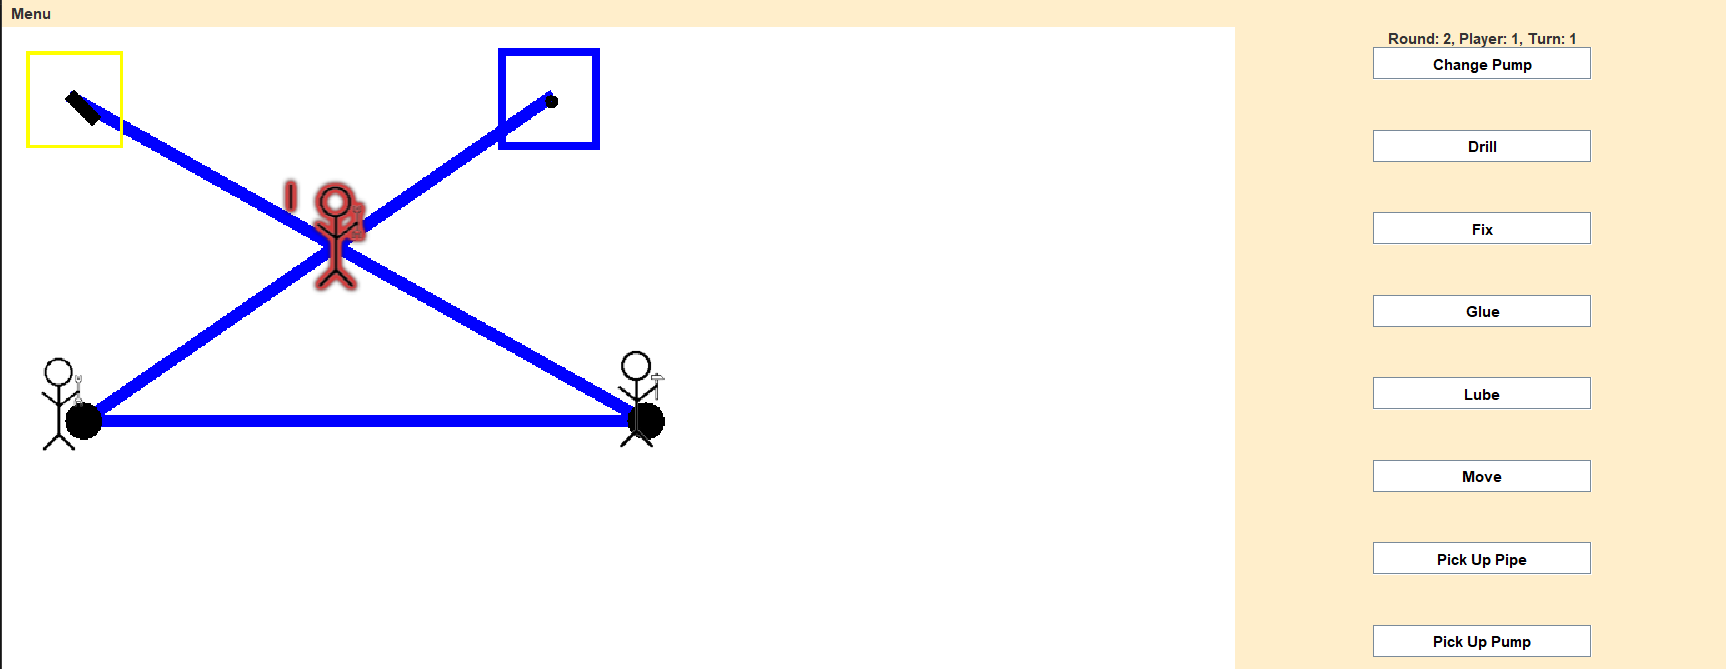 Menu
Round: 2, Player: 1, Turn: 1
Change Pump
Drill
Fix
Glue
Lube
Move
Pick Up Pipe
Pick Up Pump